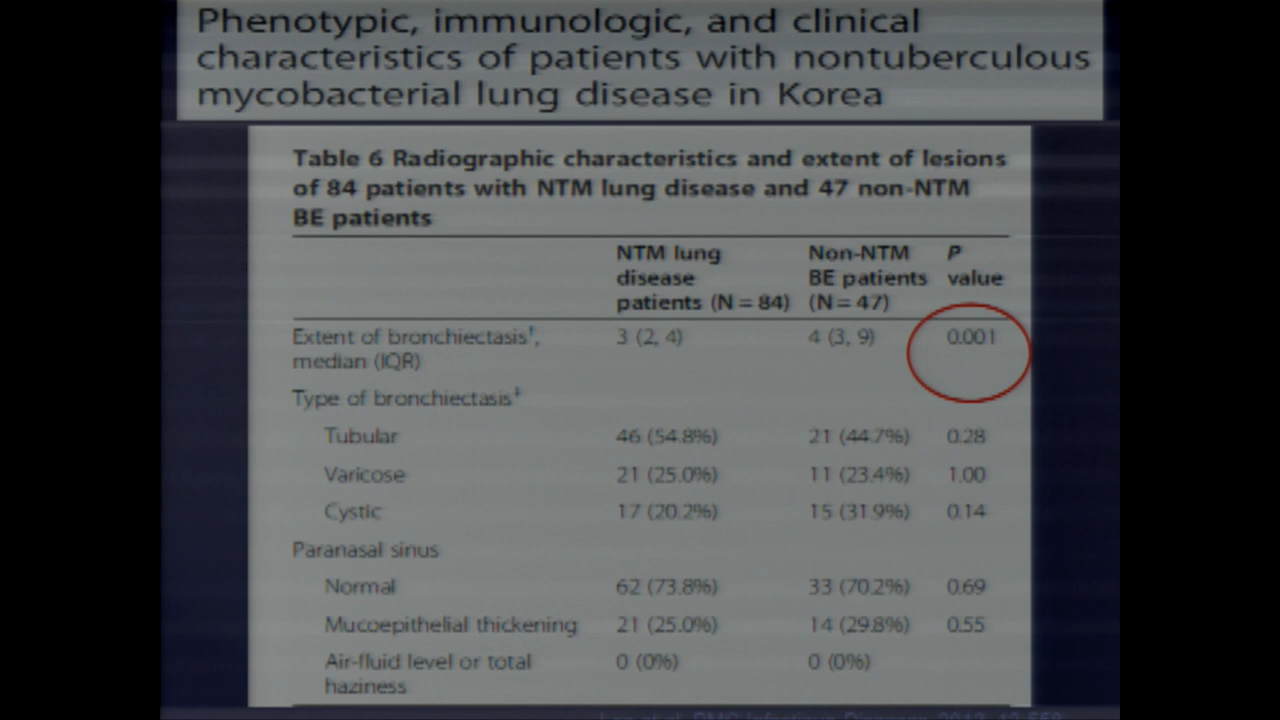 Phenotypic, immunologic, and clinical
characteristics of patients with nontuberculous
mycobacterial lung disease in Korea
Table 6 Radiographic characteristics and extent of lesions
of 84 patients with NTM lung disease and 47 non-NTM
BE patients
NTM lung disease patients (N = 84) Non-NTM BE patients (N = 47) P value
Extent of bronchiectasis†, median (IQR) 3 (2, 4) 4 (3, 9) 0.001
Type of bronchiectasis‡
Tubular 46 (54.8%) 21 (44.7%) 0.28
Varicose 21 (25.0%) 11 (23.4%) 1.00
Cystic 17 (20.2%) 15 (31.9%) 0.14
Paranasal sinus
Normal 62 (73.8%) 33 (70.2%) 0.69
Mucoepithelial thickening 21 (25.0%) 14 (29.8%) 0.55
Air-fluid level or total haziness 0 (0%) 0 (0%)